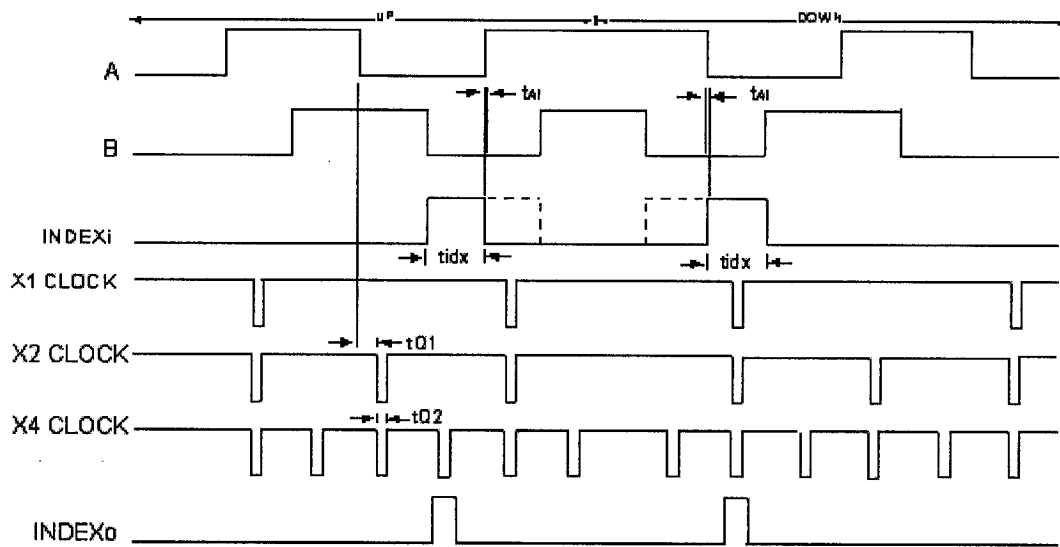 UP DOWN
A
tAI tAI
B
INDEXi
tidx tidx
X1 CLOCK
tQ1
X2 CLOCK
tQ2
X4 CLOCK
INDEXo